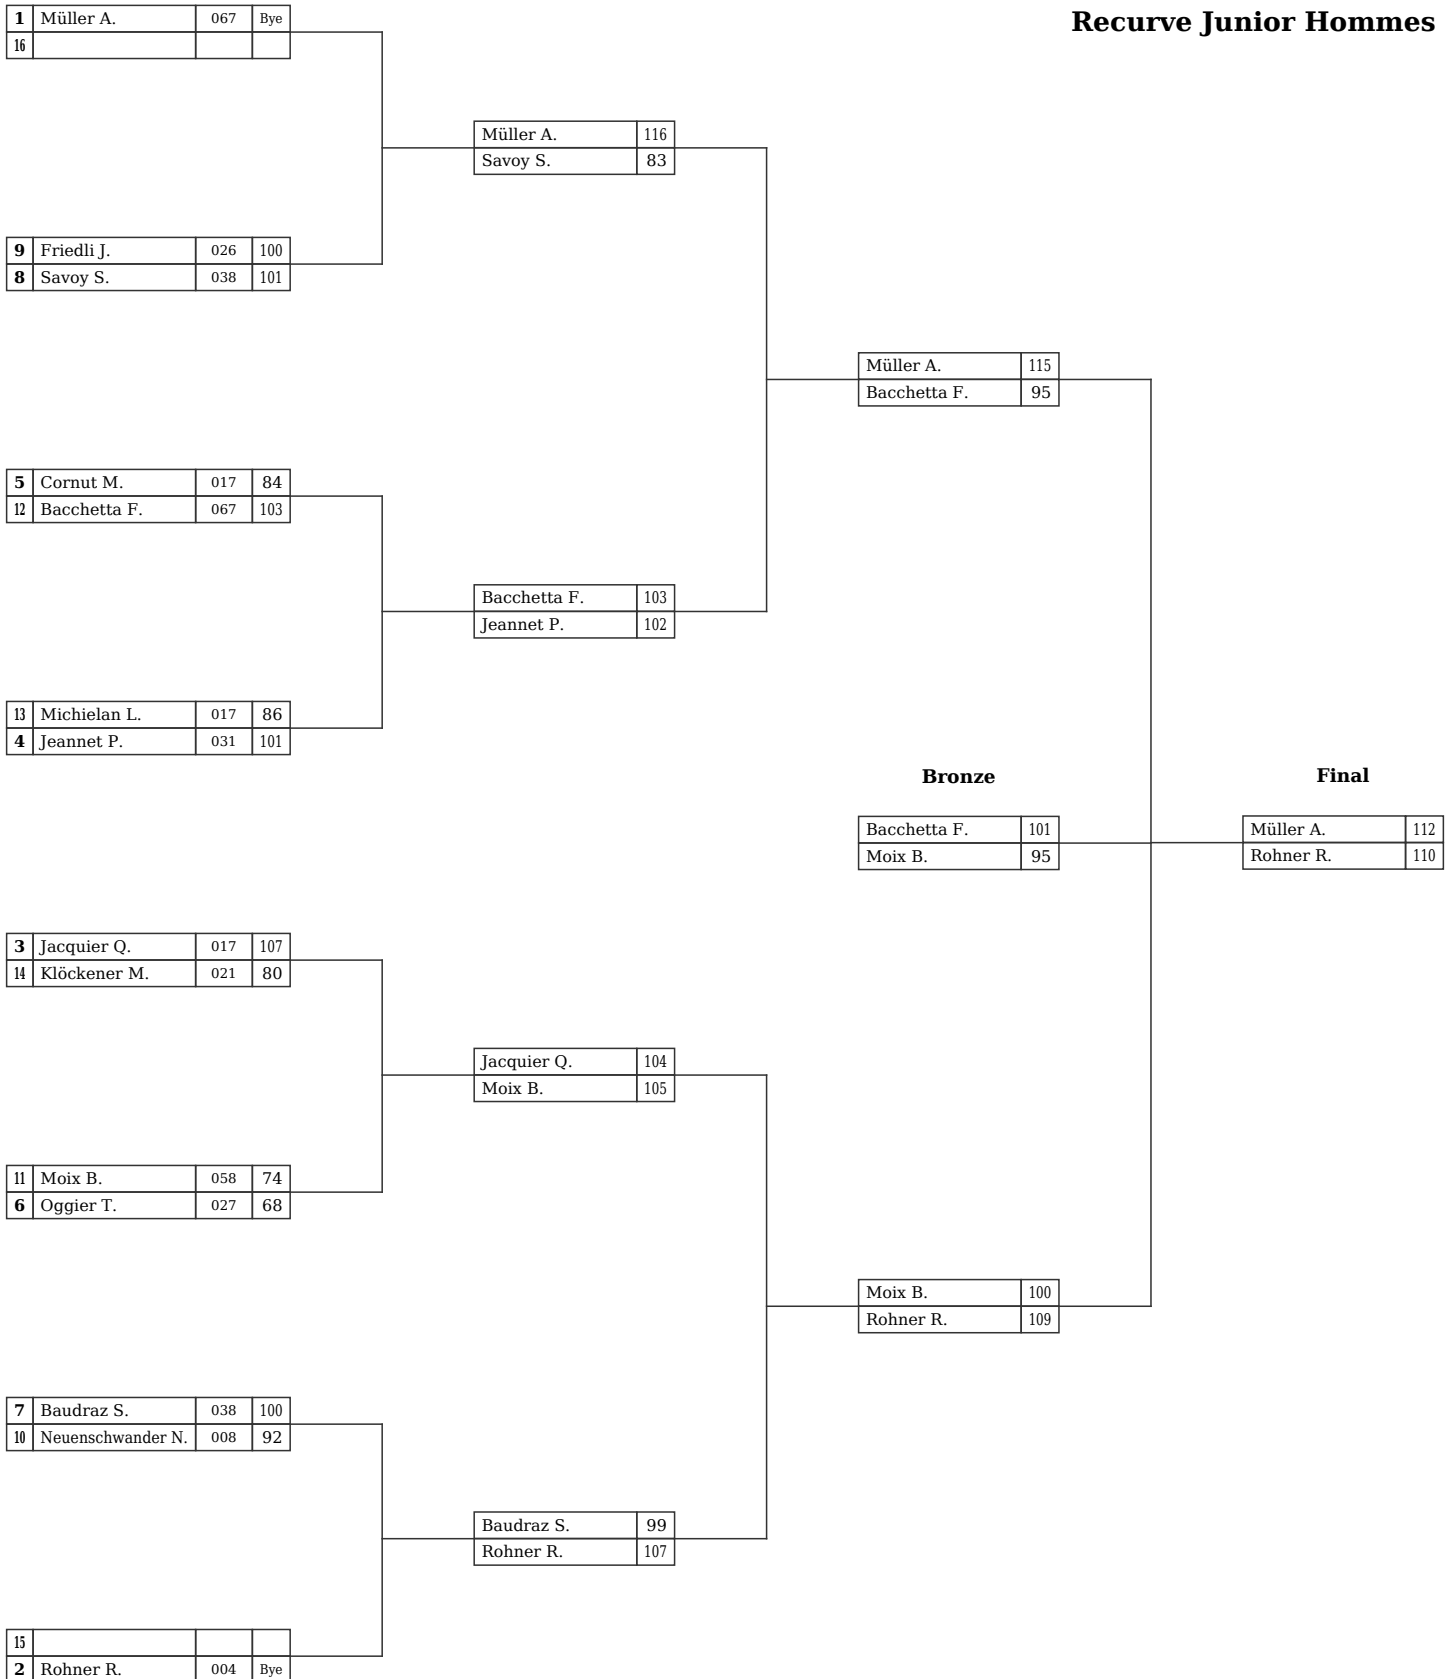 Recurve Junior Hommes
1 Müller A. 067 Bye
16
Müller A. 116
Savoy S. 83
9 Friedli J. 026 100
8 Savoy S. 038 101
Müller A. 115
Bacchetta F. 95
5 Cornut M. 017 84
12 Bacchetta F. 067 103
Bacchetta F. 103
Jeannet P. 102
13 Michielan L. 017 86
4 Jeannet P. 031 101
Bronze
Final
Bacchetta F. 101
Moix B. 95
Müller A. 112
Rohner R. 110
3 Jacquier Q. 017 107
14 Klöckener M. 021 80
Jacquier Q. 104
Moix B. 105
11 Moix B. 058 74
6 Oggier T. 027 68
Moix B. 100
Rohner R. 109
7 Baudraz S. 038 100
10 Neuenschwander N. 008 92
Baudraz S. 99
Rohner R. 107
15
2 Rohner R. 004 Bye